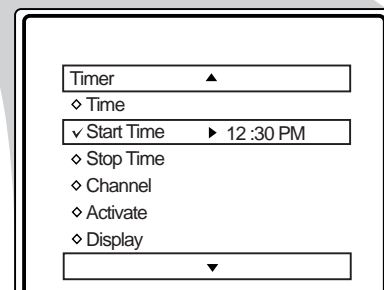 Timer
Time
Start Time 12 :30 PM
Stop Time
Channel
Activate
Display